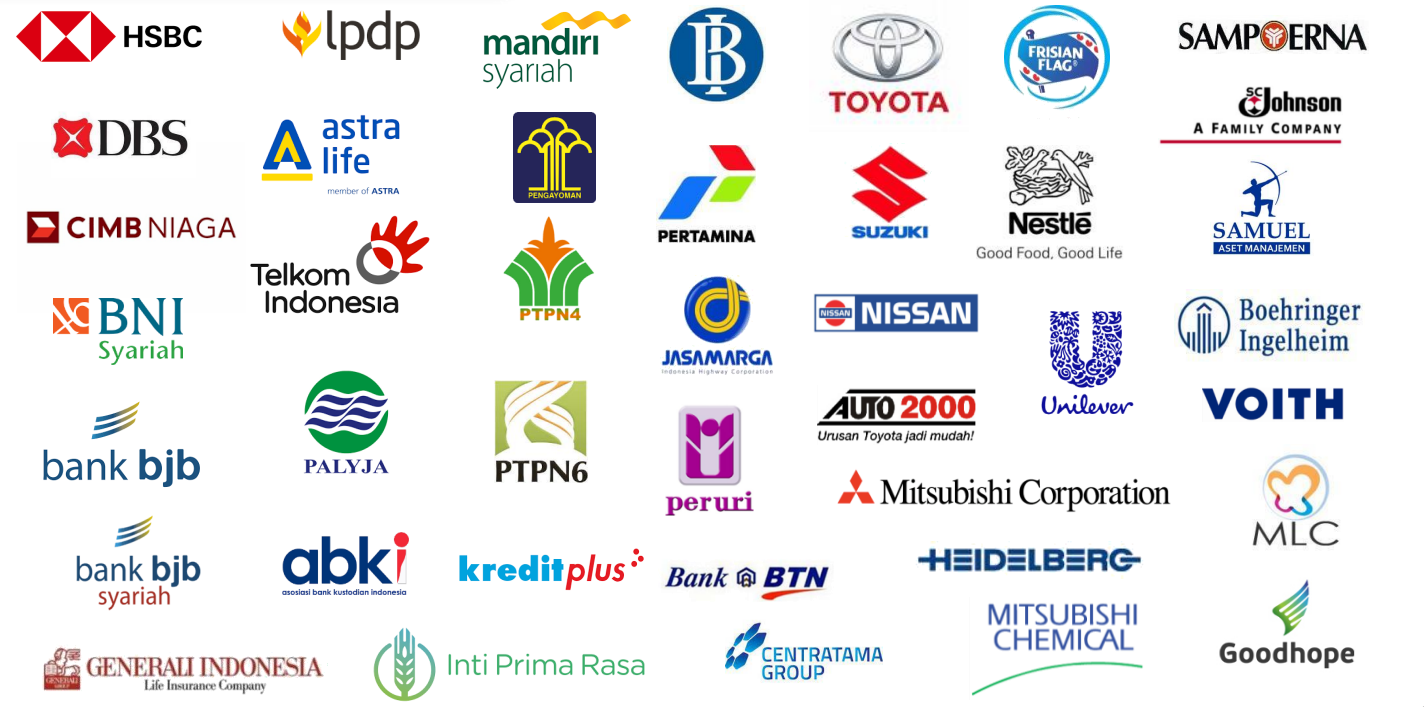 HSBC
lpdp
mandiri
syariah
TOYOTA
FRISIAN
FLAG®
SAMPOERNA
DBS
astra
life
member of ASTRA
PENGAYOMAN
PERTAMINA
SUZUKI
Nestlé
Good Food, Good Life
SC Johnson
A FAMILY COMPANY
CIMB NIAGA
Telkom
Indonesia
PTPN4
SAMUEL
ASET MANAJEMEN
BNI
Syariah
JASAMARGA
Indonesia Highway Corporation
NISSAN
NISSAN
Unilever
Boehringer
Ingelheim
bank bjb
PALYJA
PTPN6
peruri
AUTO 2000
Urusan Toyota jadi mudah!
VOITH
Mitsubishi Corporation
MLC
bank bjb
syariah
abki
asosiasi bank kustodian indonesia
kreditplus
Bank BTN
HEIDELBERG
GENERALI
GROUP
GENERALI INDONESIA
Life Insurance Company
Inti Prima Rasa
CENTRATAMA
GROUP
MITSUBISHI
CHEMICAL
Goodhope